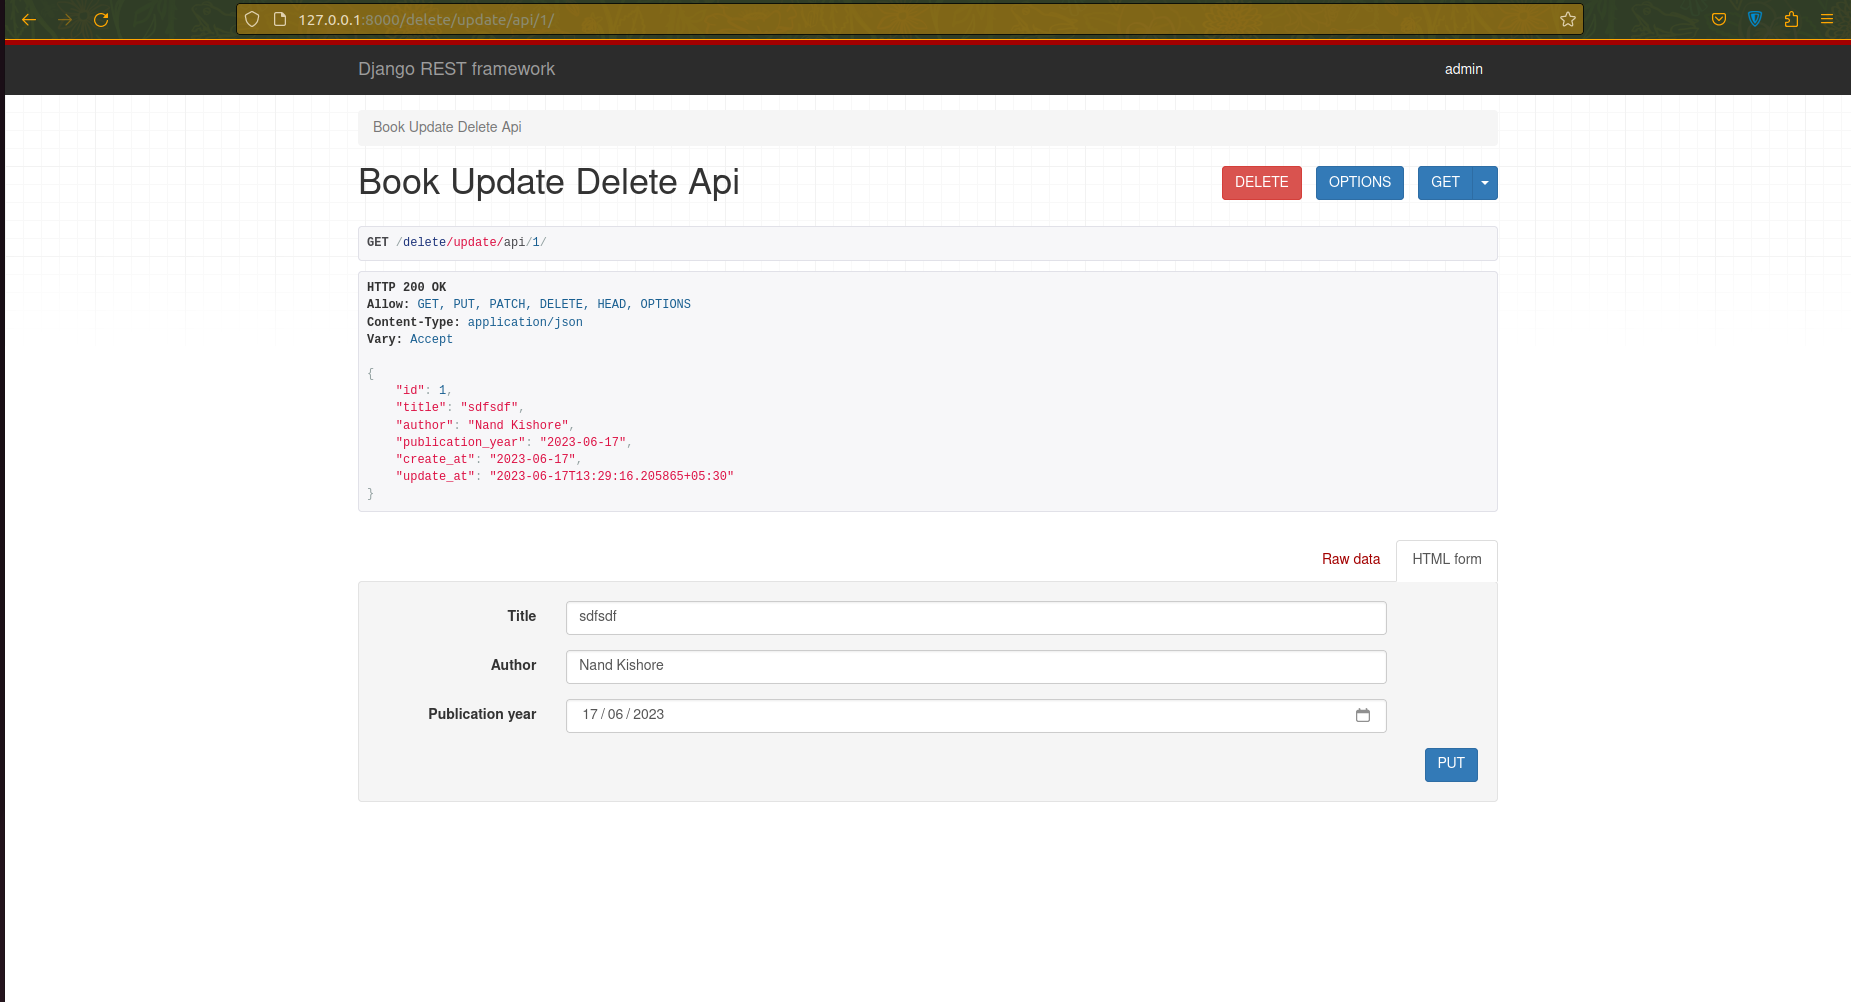 127.0.0.1:8000/delete/update/api/1/
Django REST framework
admin
Book Update Delete Api
Book Update Delete Api
DELETE
OPTIONS
GET
GET /delete/update/api/1/
HTTP 200 OK
Allow: GET, PUT, PATCH, DELETE, HEAD, OPTIONS
Content-Type: application/json
Vary: Accept
{
    "id": 1,
    "title": "sdfsdf",
    "author": "Nand Kishore",
    "publication_year": "2023-06-17",
    "create_at": "2023-06-17",
    "update_at": "2023-06-17T13:29:16.205865+05:30"
}
Raw data
HTML form
Title
sdfsdf
Author
Nand Kishore
Publication year
17 / 06 / 2023
PUT